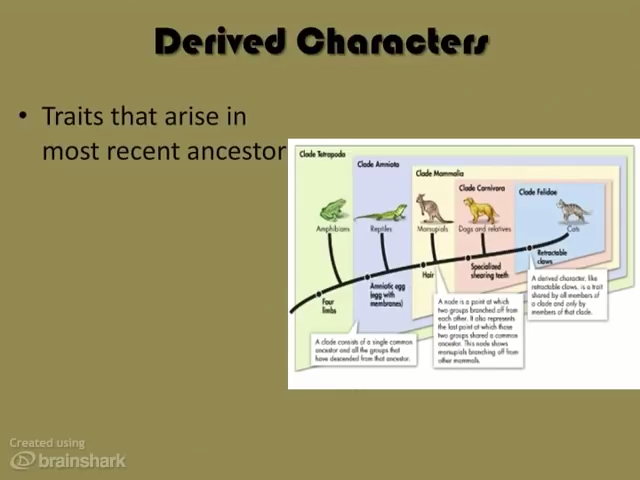 Derived Characters
• Traits that arise in
most recent ancestor
Clade Tetrapoda
Clade Amniota
Clade Mammalia
Clade Carnivora
Clade Felidae
Amphibians
Reptiles
Marsupials
Dogs and relatives
Cats
Retractable
claws
Specialized
shearing teeth
Hair
Amniotic egg
(egg with
membranes)
Four
limbs
A derived character, like
retractable claws, is a trait
shared by all members of
a clade and only by
members of that clade.
A node is a point at which
two groups branched off from
each other. It also represents
the last point at which those
two groups shared a common
ancestor. This node shows
marsupials branching off from
other mammals.
A clade consists of a single common
ancestor and all the groups that
have descended from that ancestor.
Created using
brainshark